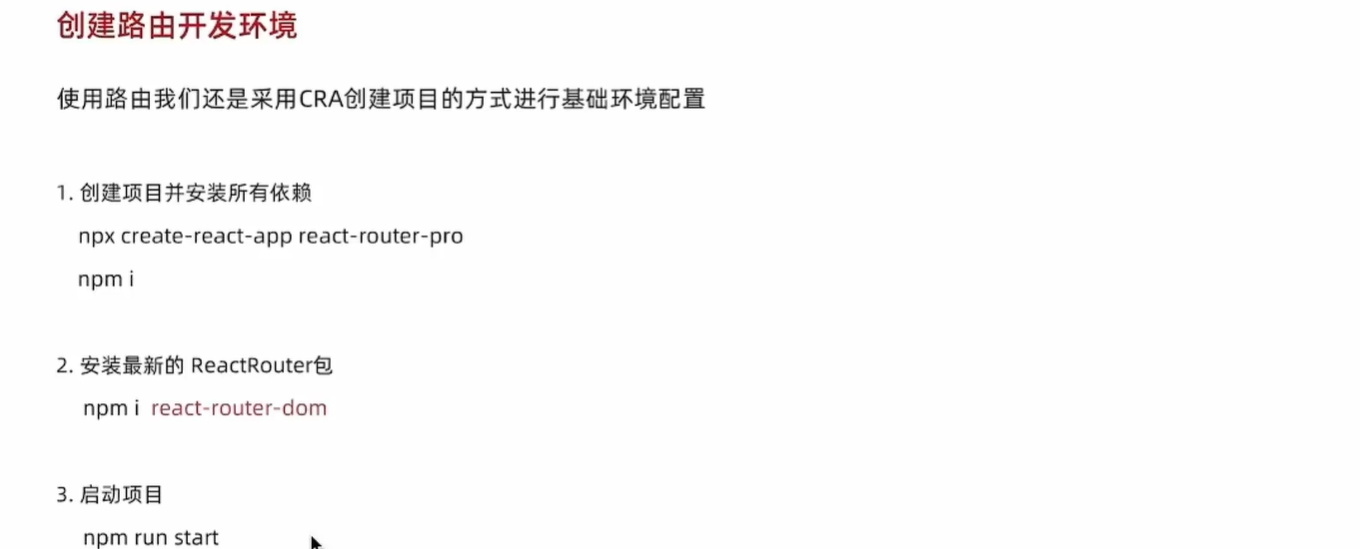 创建路由开发环境
使用路由我们还是采用CRA创建项目的方式进行基础环境配置
1. 创建项目并安装所有依赖
npx create-react-app react-router-pro
npm i
2. 安装最新的 ReactRouter包
npm i react-router-dom
3. 启动项目
npm run start